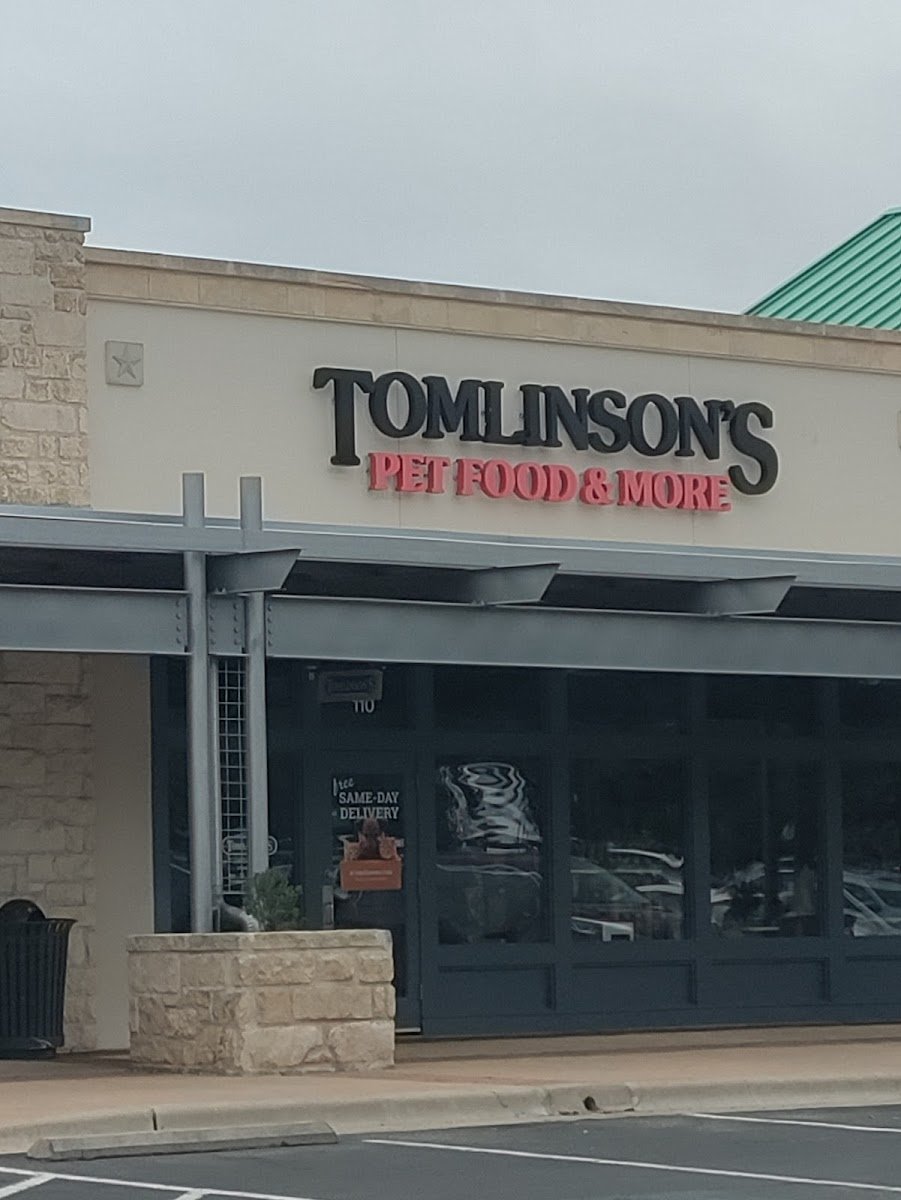 TOMLINSON'S
PET FOOD & MORE
110
free
SAME-DAY
DELIVERY